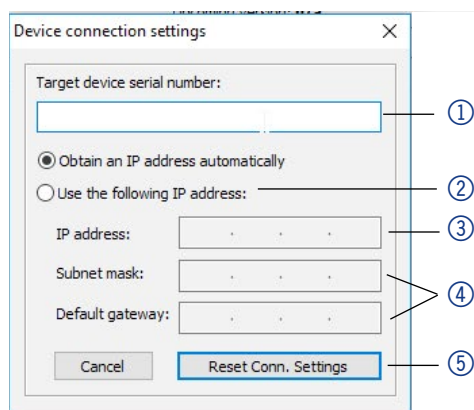 Device connection settings
Target device serial number:
①
Obtain an IP address automatically
Use the following IP address:
②
IP address: . . .
③
Subnet mask: . . .
④
Default gateway: . . .
Cancel
Reset Conn. Settings
⑤